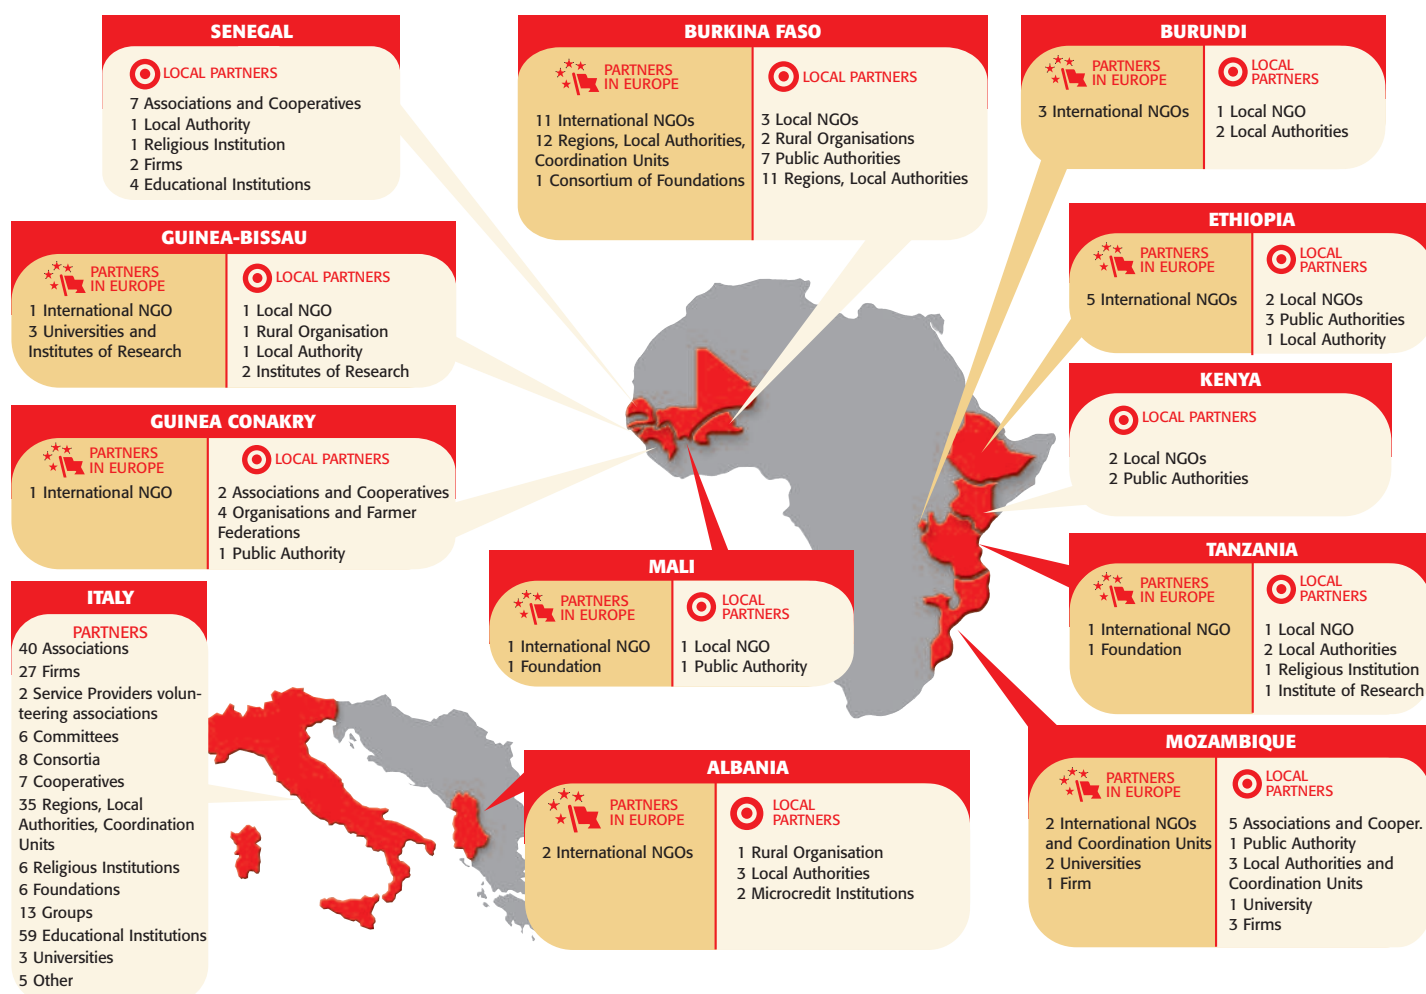 SENEGAL
LOCAL PARTNERS
7 Associations and Cooperatives
1 Local Authority
1 Religious Institution
2 Firms
4 Educational Institutions
BURKINA FASO
PARTNERS
IN EUROPE
11 International NGOs
12 Regions, Local Authorities,
Coordination Units
1 Consortium of Foundations
LOCAL PARTNERS
3 Local NGOs
2 Rural Organisations
7 Public Authorities
11 Regions, Local Authorities
BURUNDI
PARTNERS
IN EUROPE
3 International NGOs
LOCAL
PARTNERS
1 Local NGO
2 Local Authorities
GUINEA-BISSAU
PARTNERS
IN EUROPE
1 International NGO
3 Universities and
Institutes of Research
LOCAL PARTNERS
1 Local NGO
1 Rural Organisation
1 Local Authority
2 Institutes of Research
ETHIOPIA
PARTNERS
IN EUROPE
5 International NGOs
LOCAL
PARTNERS
2 Local NGOs
3 Public Authorities
1 Local Authority
KENYA
LOCAL PARTNERS
2 Local NGOs
2 Public Authorities
GUINEA CONAKRY
PARTNERS
IN EUROPE
1 International NGO
LOCAL PARTNERS
2 Associations and Cooperatives
4 Organisations and Farmer
Federations
1 Public Authority
MALI
PARTNERS
IN EUROPE
1 International NGO
1 Foundation
LOCAL
PARTNERS
1 Local NGO
1 Public Authority
TANZANIA
PARTNERS
IN EUROPE
1 International NGO
1 Foundation
LOCAL
PARTNERS
1 Local NGO
2 Local Authorities
1 Religious Institution
1 Institute of Research
ITALY
PARTNERS
40 Associations
27 Firms
2 Service Providers volun-
teering associations
6 Committees
8 Consortia
7 Cooperatives
35 Regions, Local
Authorities, Coordination
Units
6 Religious Institutions
6 Foundations
13 Groups
59 Educational Institutions
3 Universities
5 Other
ALBANIA
PARTNERS
IN EUROPE
2 International NGOs
LOCAL
PARTNERS
1 Rural Organisation
3 Local Authorities
2 Microcredit Institutions
MOZAMBIQUE
PARTNERS
IN EUROPE
2 International NGOs
and Coordination Units
2 Universities
1 Firm
LOCAL
PARTNERS
5 Associations and Cooper.
1 Public Authority
3 Local Authorities and
Coordination Units
1 University
3 Firms